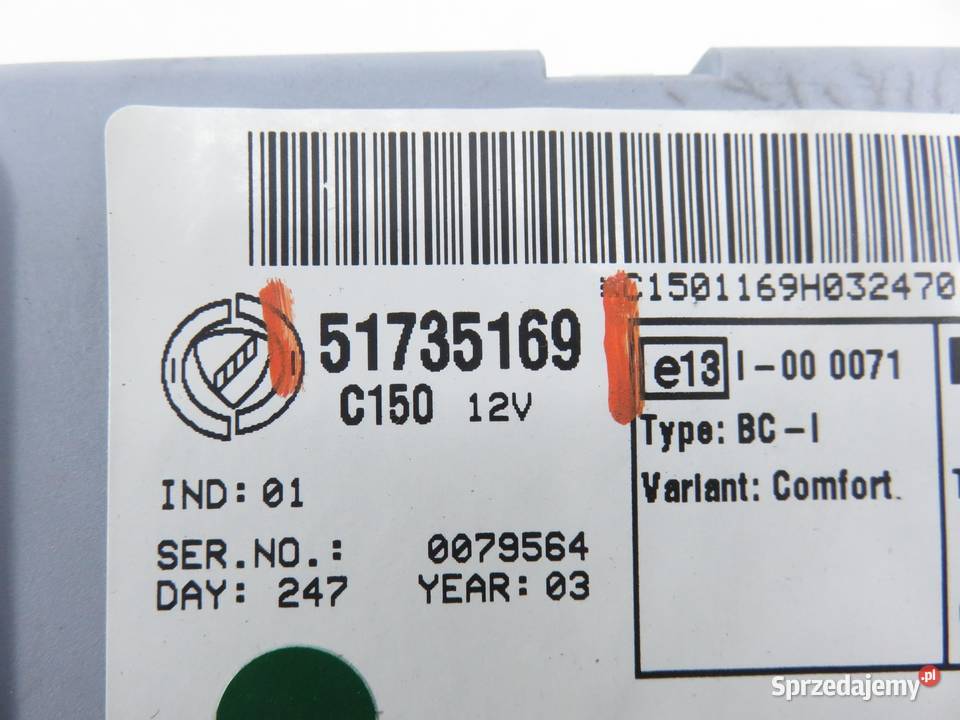 C1501169H032470
51735169
C150 12V
e13 I-00 0071
Type: BC-I
Variant: Comfort.
IND: 01
SER.NO.: 0079564
DAY: 247 YEAR: 03
Sprzedajemy.pl